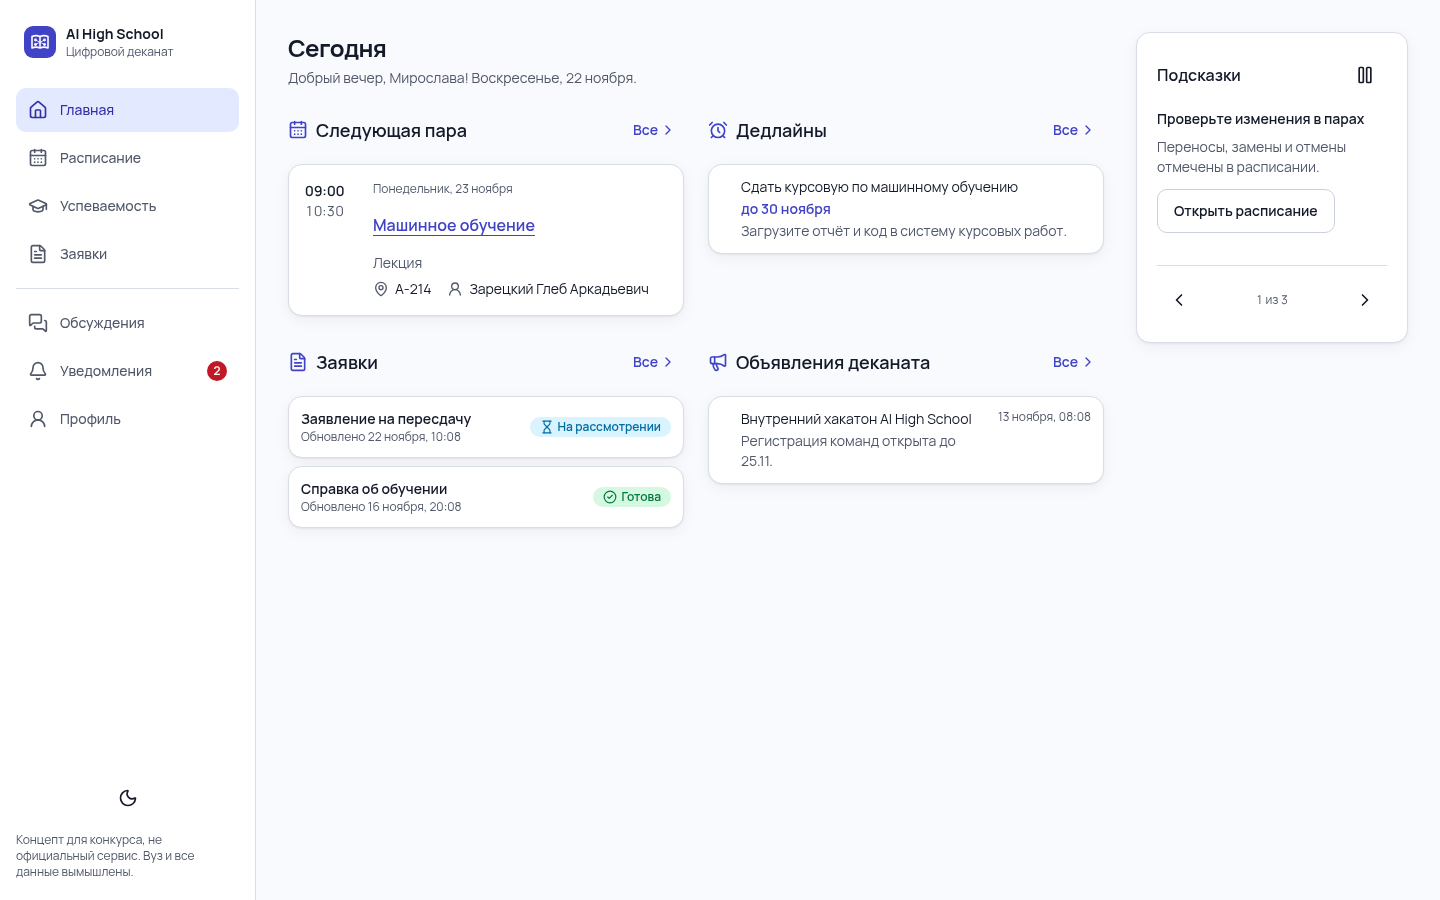 AI High School
Цифровой деканат
Главная
Расписание
Успеваемость
Заявки
Обсуждения
Уведомления 2
Профиль
Концепт для конкурса, не
официальный сервис. Вуз и все
данные вымышлены.
Сегодня
Добрый вечер, Мирослава! Воскресенье, 22 ноября.
Следующая пара Все
09:00 Понедельник, 23 ноября
10:30
Машинное обучение
Лекция
А-214 Зарецкий Глеб Аркадьевич
Дедлайны Все
Сдать курсовую по машинному обучению
до 30 ноября
Загрузите отчёт и код в систему курсовых работ.
Заявки Все
Заявление на пересдачу На рассмотрении
Обновлено 22 ноября, 10:08
Справка об обучении Готова
Обновлено 16 ноября, 20:08
Объявления деканата Все
Внутренний хакатон AI High School 13 ноября, 08:08
Регистрация команд открыта до
25.11.
Подсказки
Проверьте изменения в парах
Переносы, замены и отмены
отмечены в расписании.
Открыть расписание
1 из 3